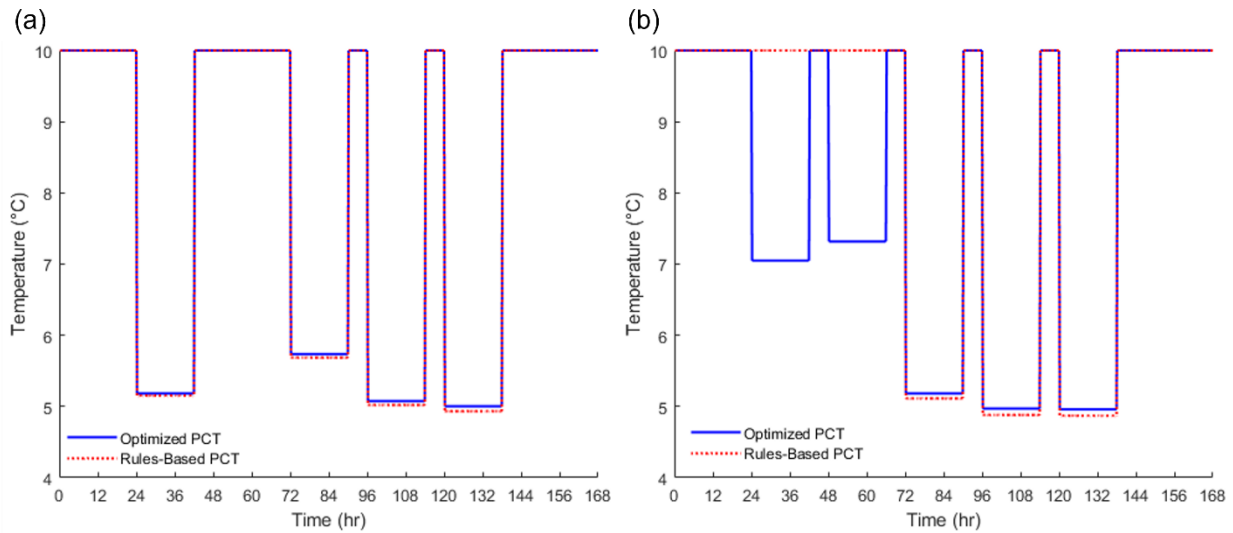 (a)
10
9
8
7
6
5
4
Temperature (°C)
Optimized PCT
Rules-Based PCT
0 12 24 36 48 60 72 84 96 108 120 132 144 156 168
Time (hr)
(b)
10
9
8
7
6
5
4
Temperature (°C)
Optimized PCT
Rules-Based PCT
0 12 24 36 48 60 72 84 96 108 120 132 144 156 168
Time (hr)